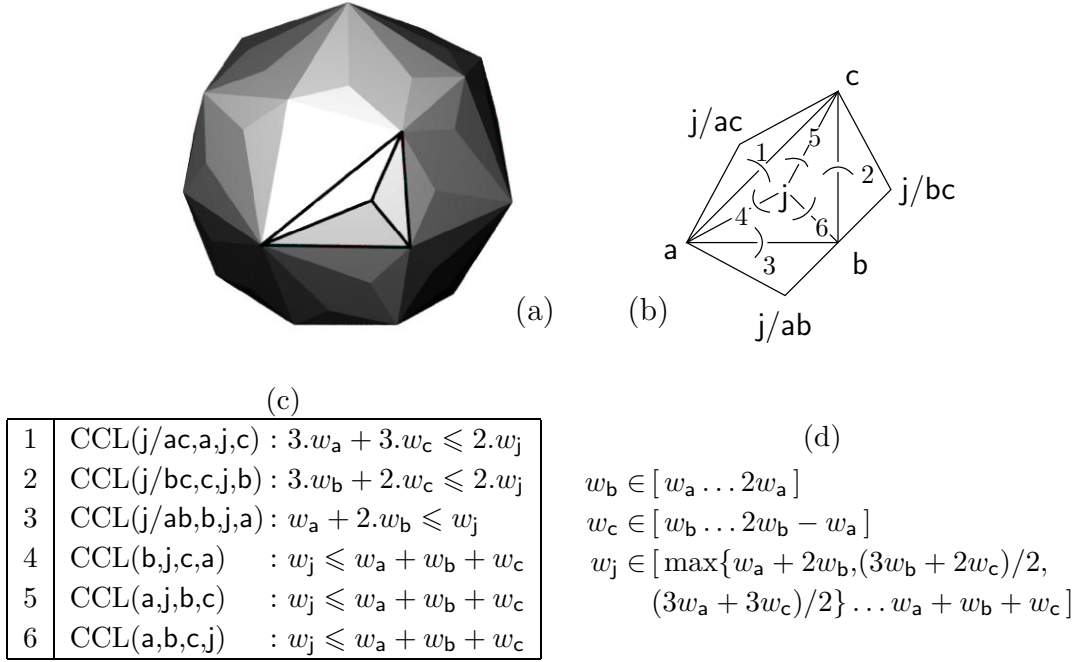 c
j/ac
5
1
2
j
j/bc
4
6
a
b
3
(a)
(b)
j/ab
(c)
1 CCL(j/ac,a,j,c) : 3.w_a + 3.w_c ⩽ 2.w_j
2 CCL(j/bc,c,j,b) : 3.w_b + 2.w_c ⩽ 2.w_j
3 CCL(j/ab,b,j,a) : w_a + 2.w_b ⩽ w_j
4 CCL(b,j,c,a) : w_j ⩽ w_a + w_b + w_c
5 CCL(a,j,b,c) : w_j ⩽ w_a + w_b + w_c
6 CCL(a,b,c,j) : w_j ⩽ w_a + w_b + w_c
(d)
w_b ∈ [ w_a … 2w_a ]
w_c ∈ [ w_b … 2w_b − w_a ]
w_j ∈ [ max{w_a + 2w_b,(3w_b + 2w_c)/2,
(3w_a + 3w_c)/2} … w_a + w_b + w_c ]